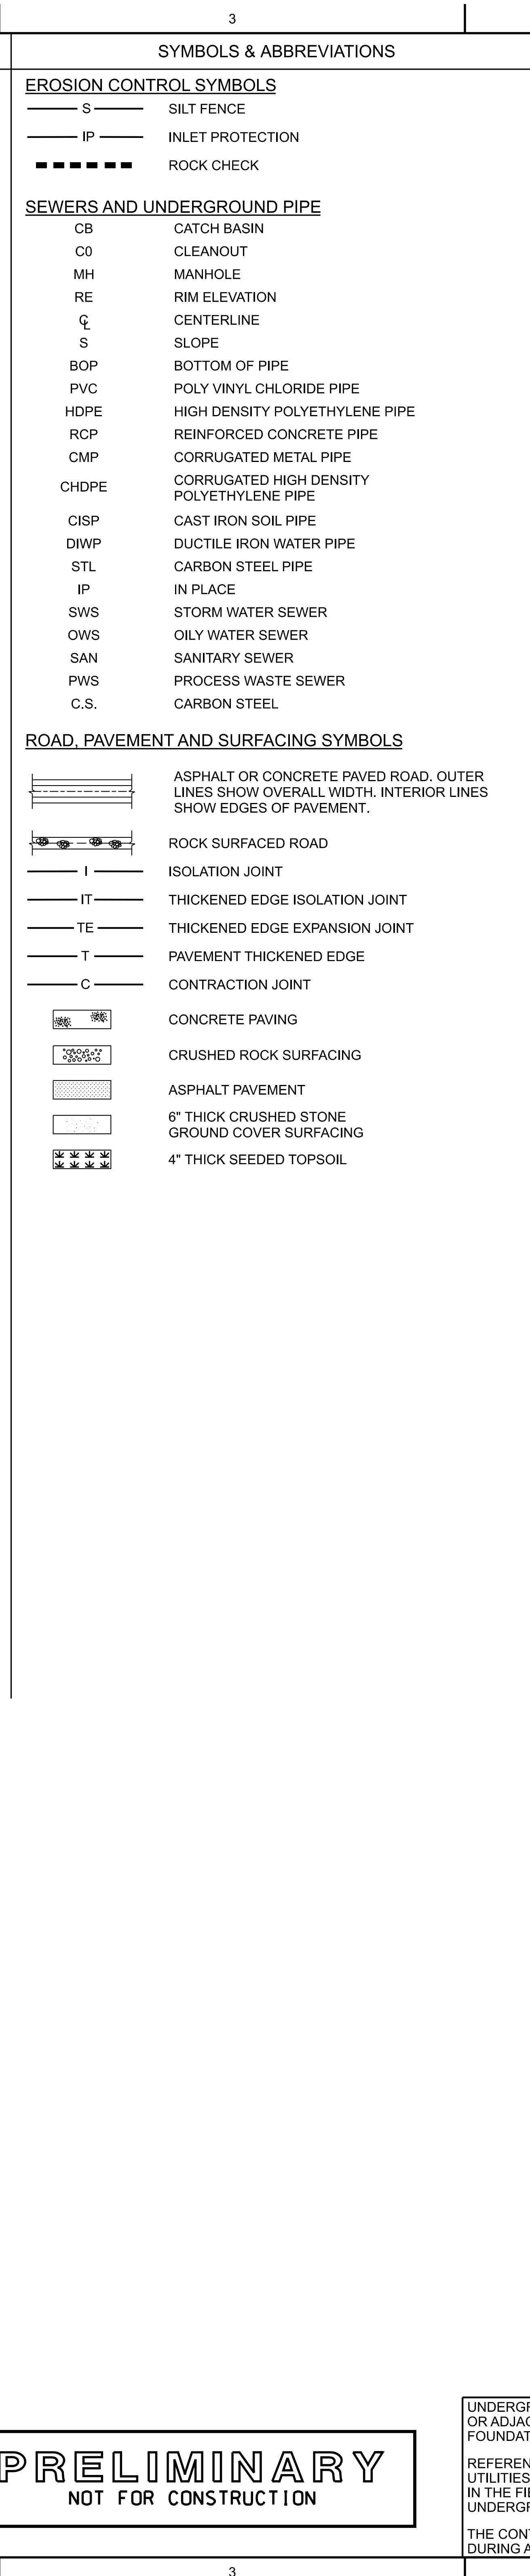 3
SYMBOLS & ABBREVIATIONS
EROSION CONTROL SYMBOLS
S SILT FENCE
IP INLET PROTECTION
ROCK CHECK
SEWERS AND UNDERGROUND PIPE
CB CATCH BASIN
C0 CLEANOUT
MH MANHOLE
RE RIM ELEVATION
CL CENTERLINE
S SLOPE
BOP BOTTOM OF PIPE
PVC POLY VINYL CHLORIDE PIPE
HDPE HIGH DENSITY POLYETHYLENE PIPE
RCP REINFORCED CONCRETE PIPE
CMP CORRUGATED METAL PIPE
CHDPE CORRUGATED HIGH DENSITY
POLYETHYLENE PIPE
CISP CAST IRON SOIL PIPE
DIWP DUCTILE IRON WATER PIPE
STL CARBON STEEL PIPE
IP IN PLACE
SWS STORM WATER SEWER
OWS OILY WATER SEWER
SAN SANITARY SEWER
PWS PROCESS WASTE SEWER
C.S. CARBON STEEL
ROAD, PAVEMENT AND SURFACING SYMBOLS
ASPHALT OR CONCRETE PAVED ROAD. OUTER
LINES SHOW OVERALL WIDTH. INTERIOR LINES
SHOW EDGES OF PAVEMENT.
ROCK SURFACED ROAD
I ISOLATION JOINT
IT THICKENED EDGE ISOLATION JOINT
TE THICKENED EDGE EXPANSION JOINT
T PAVEMENT THICKENED EDGE
C CONTRACTION JOINT
CONCRETE PAVING
CRUSHED ROCK SURFACING
ASPHALT PAVEMENT
6" THICK CRUSHED STONE
GROUND COVER SURFACING
4" THICK SEEDED TOPSOIL
PRELIMINARY
NOT FOR CONSTRUCTION
OR
UTILITIES
IN THE
THE
DURING
3